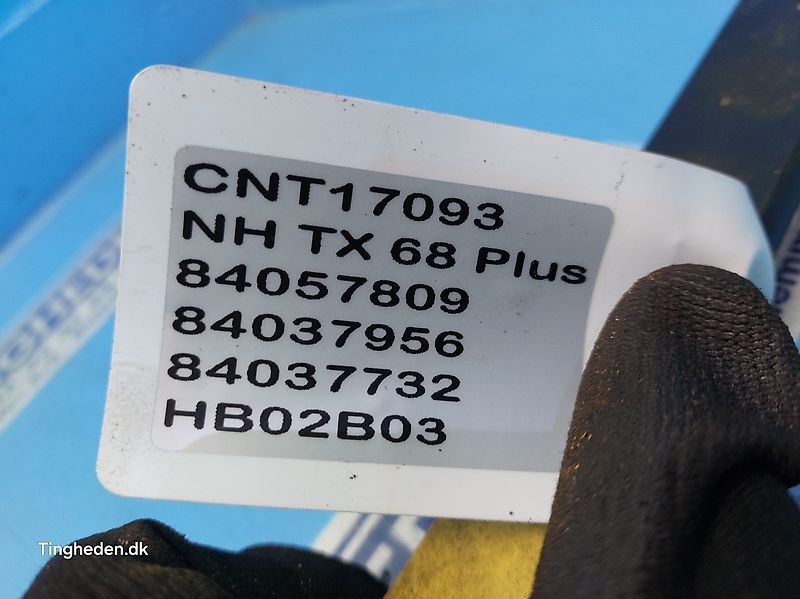 CNT17093
NH TX 68 Plus
84057809
84037956
84037732
HB02B03
Tingheden.dk